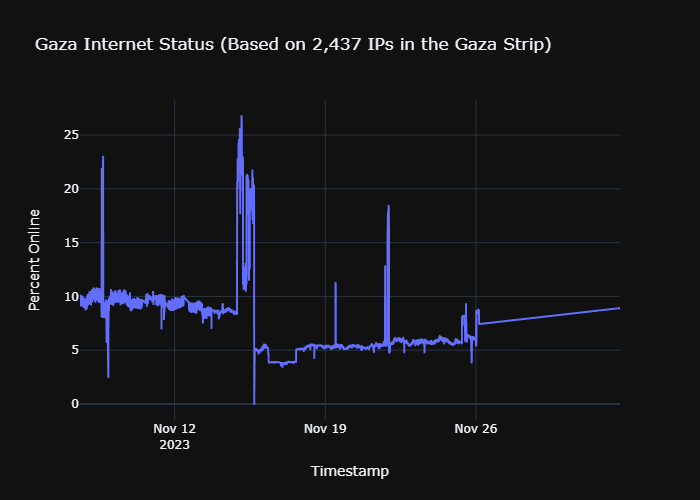 Gaza Internet Status (Based on 2,437 IPs in the Gaza Strip)
Percent Online
25
20
15
10
5
0
Nov 12
2023
Nov 19
Nov 26
Timestamp